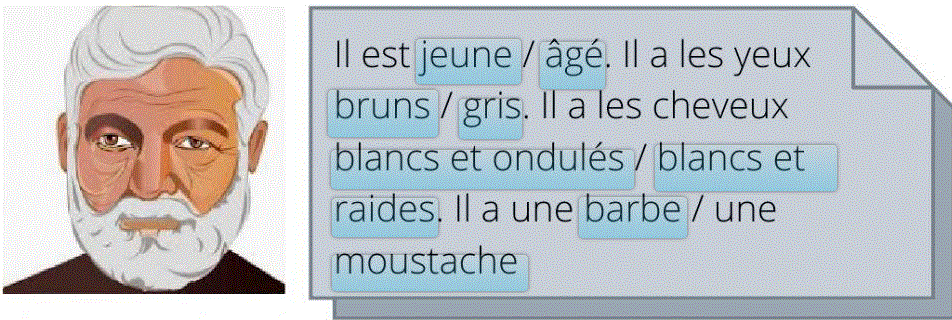 Il est jeune / âgé. Il a les yeux
bruns / gris. Il a les cheveux
blancs et ondulés / blancs et
raides. Il a une barbe / une
moustache